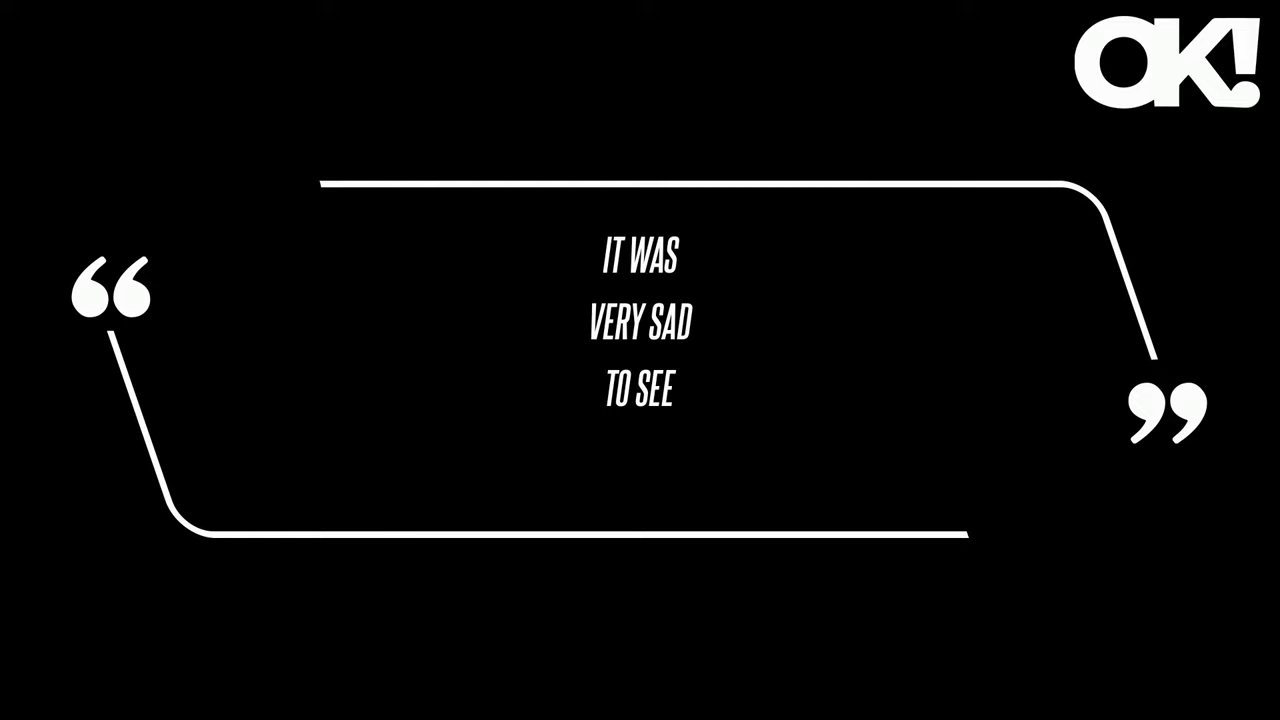 OK!
“
IT WAS
VERY SAD
TO SEE
”